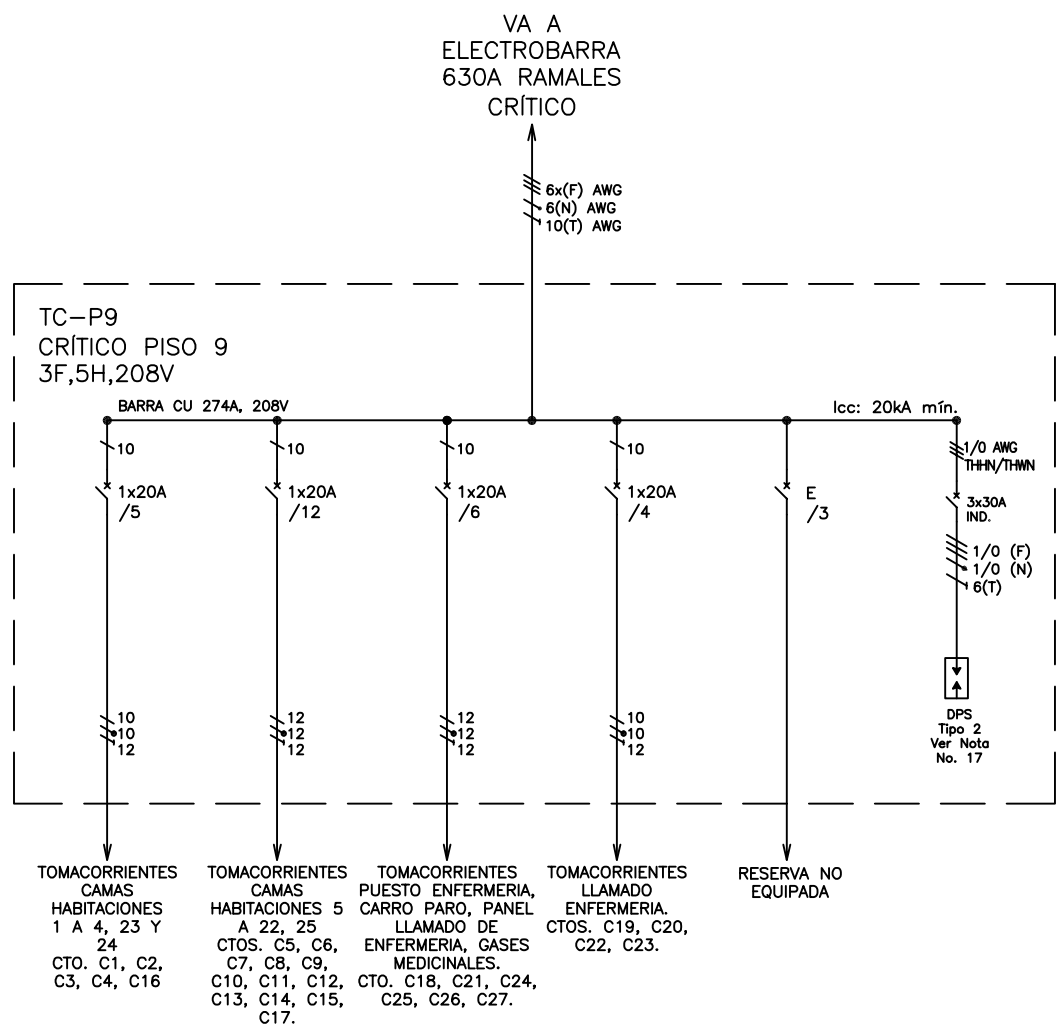 VA A
ELECTROBARRA
630A RAMALES
CRÍTICO
6x(F) AWG
6(N) AWG
10(T) AWG
TC-P9
CRÍTICO PISO 9
3F,5H,208V
BARRA CU 274A, 208V
Icc: 20kA mín.
10
1x20A
/5
10
10
12
TOMACORRIENTES
CAMAS
HABITACIONES
1 A 4, 23 Y
24
CTO. C1, C2,
C3, C4, C16
10
1x20A
/12
12
12
12
TOMACORRIENTES
CAMAS
HABITACIONES 5
A 22, 25
CTOS. C5, C6,
C7, C8, C9,
C10, C11, C12,
C13, C14, C15,
C17.
10
1x20A
/6
12
12
12
TOMACORRIENTES
PUESTO ENFERMERIA,
CARRO PARO, PANEL
LLAMADO DE
ENFERMERIA, GASES
MEDICINALES.
CTO. C18, C21, C24,
C25, C26, C27.
10
1x20A
/4
10
10
12
TOMACORRIENTES
LLAMADO
ENFERMERIA.
CTOS. C19, C20,
C22, C23.
E
/3
RESERVA NO
EQUIPADA
1/0 AWG
THHN/THWN
3x30A
IND.
1/0 (F)
1/0 (N)
6(T)
DPS
Tipo 2
Ver Nota
No. 17